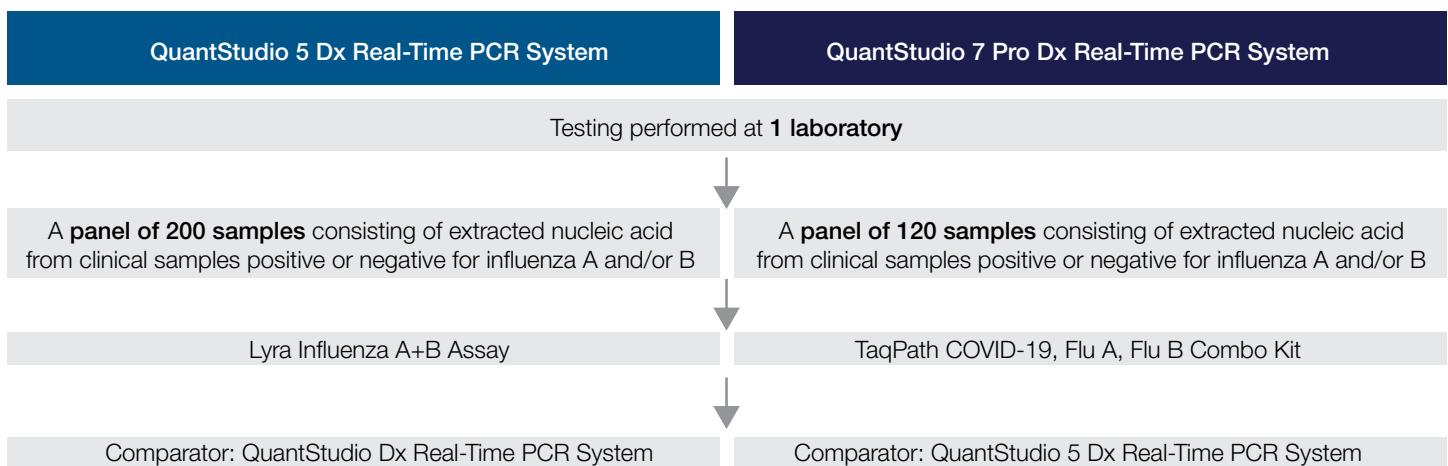 QuantStudio 5 Dx Real-Time PCR System
QuantStudio 7 Pro Dx Real-Time PCR System
Testing performed at 1 laboratory
A panel of 200 samples consisting of extracted nucleic acid
from clinical samples positive or negative for influenza A and/or B
A panel of 120 samples consisting of extracted nucleic acid
from clinical samples positive or negative for influenza A and/or B
Lyra Influenza A+B Assay
TaqPath COVID-19, Flu A, Flu B Combo Kit
Comparator: QuantStudio Dx Real-Time PCR System
Comparator: QuantStudio 5 Dx Real-Time PCR System